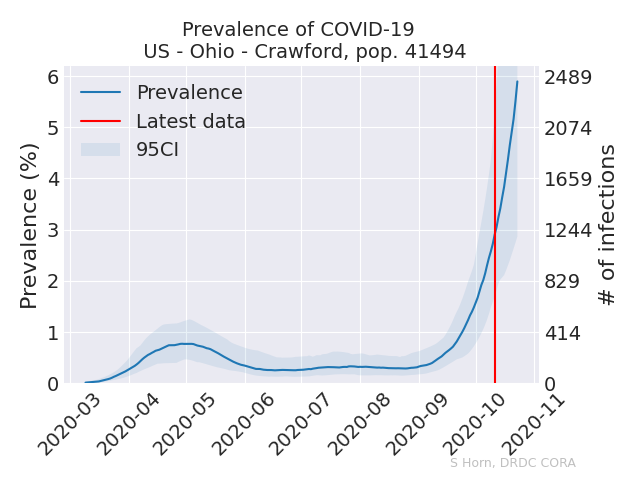 Prevalence of COVID-19
US - Ohio - Crawford, pop. 41494
Prevalence (%)
6
5
4
3
2
1
0
Prevalence
Latest data
95CI
2489
2074
1659
1244
829
414
0
# of infections
2020-03
2020-04
2020-05
2020-06
2020-07
2020-08
2020-09
2020-10
2020-11
S Horn, DRDC CORA